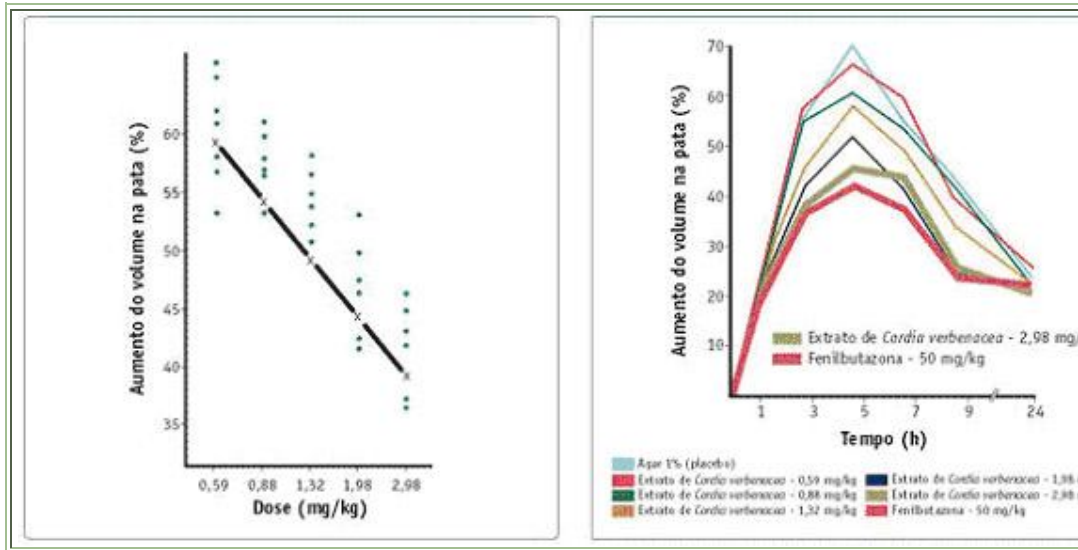 Aumento do volume na pata (%)
60
55
50
45
40
35
0,59 0,88 1,32 1,98 2,98
Dose (mg/kg)
Aumento do volume na pata (%)
70
60
50
40
30
20
10
Extrato de Cordia verbenacea - 2,98 mg/
Fenilbutazona - 50 mg/kg
1 3 5 7 9 24
Tempo (h)
Agar 1% (placebo)
Extrato de Cordia verbenacea - 0,59 mg/kg
Extrato de Cordia verbenacea - 0,88 mg/kg
Extrato de Cordia verbenacea - 1,32 mg/kg
Extrato de Cordia verbenacea - 1,98
Extrato de Cordia verbenacea - 2,98
Fenilbutazona - 50 mg/kg